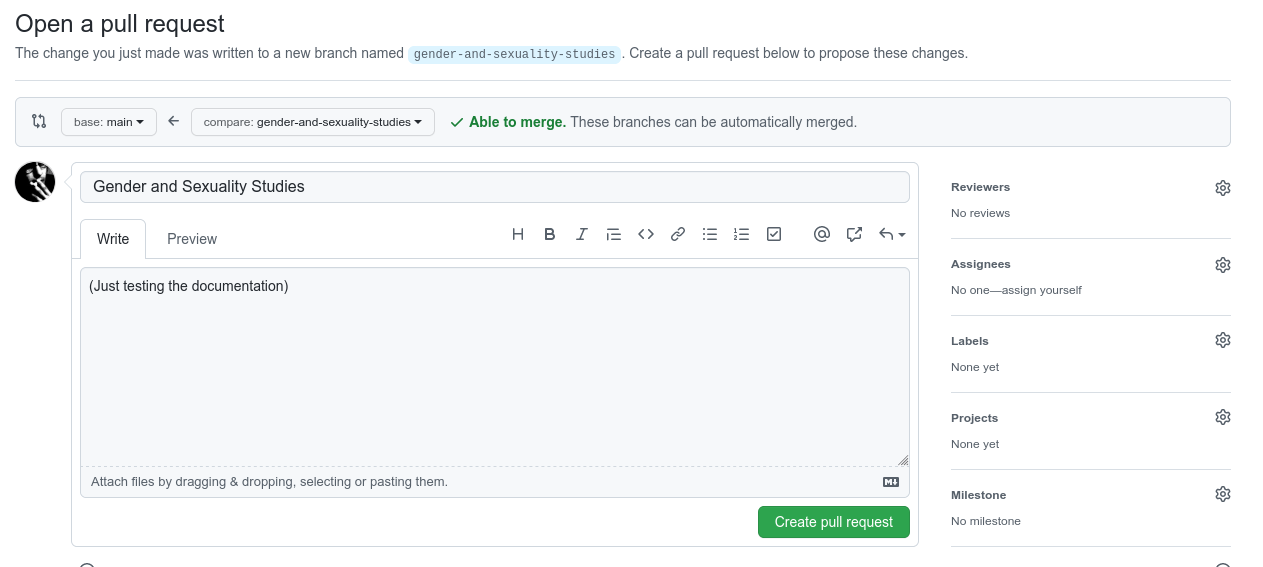 Open a pull request
The change you just made was written to a new branch named gender-and-sexuality-studies . Create a pull request below to propose these changes.
base: main compare: gender-and-sexuality-studies Able to merge. These branches can be automatically merged.
Gender and Sexuality Studies
Write Preview
(Just testing the documentation)
Attach files by dragging & dropping, selecting or pasting them.
Create pull request
Reviewers
No reviews
Assignees
No one—assign yourself
Labels
None yet
Projects
None yet
Milestone
No milestone